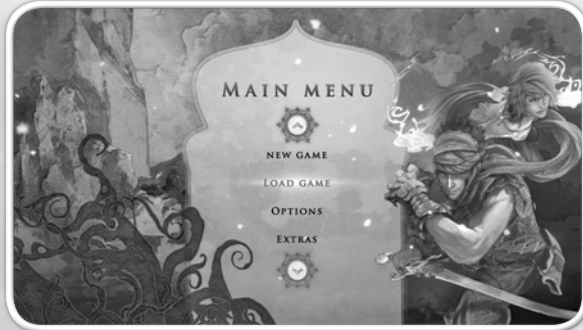 MAIN MENU
NEW GAME
LOAD GAME
OPTIONS
EXTRAS